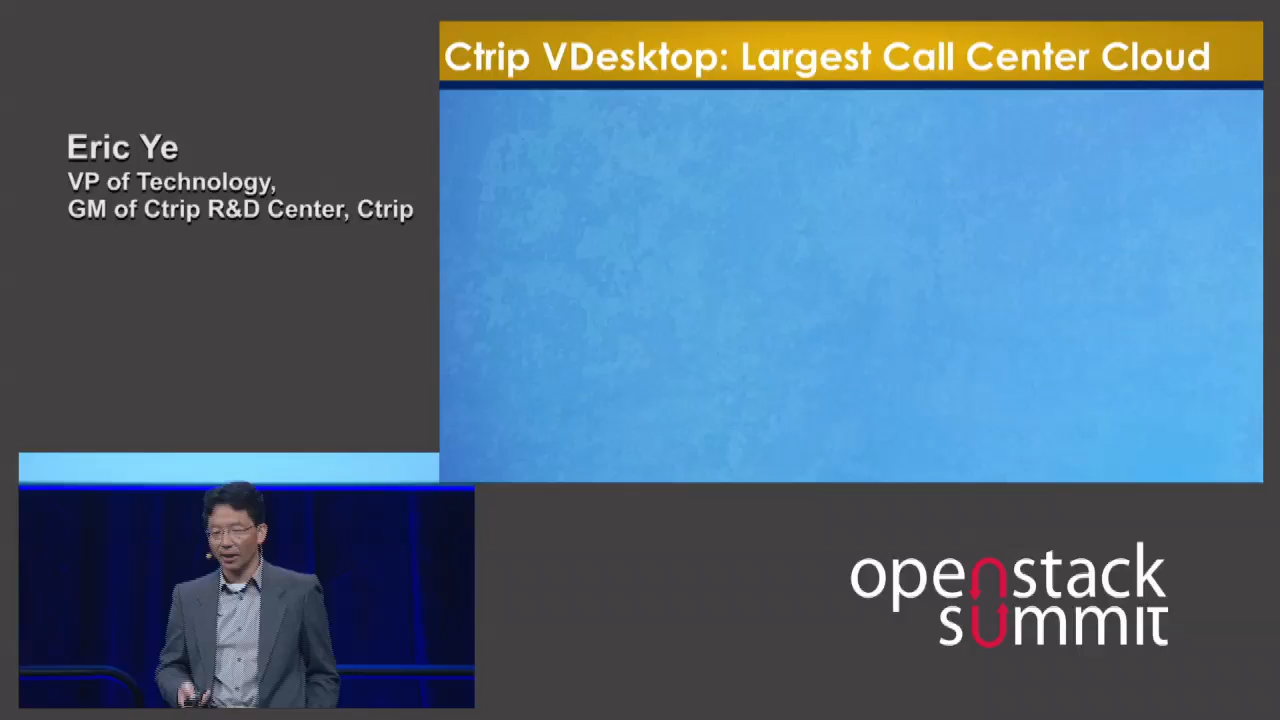 Ctrip VDesktop: Largest Call Center Cloud
Eric Ye
VP of Technology,
GM of Ctrip R&D Center, Ctrip
openstack
summit